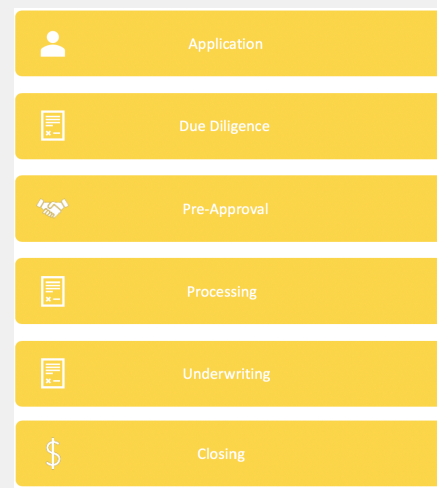 Application
Due Diligence
Pre-Approval
Processing
Underwriting
Closing